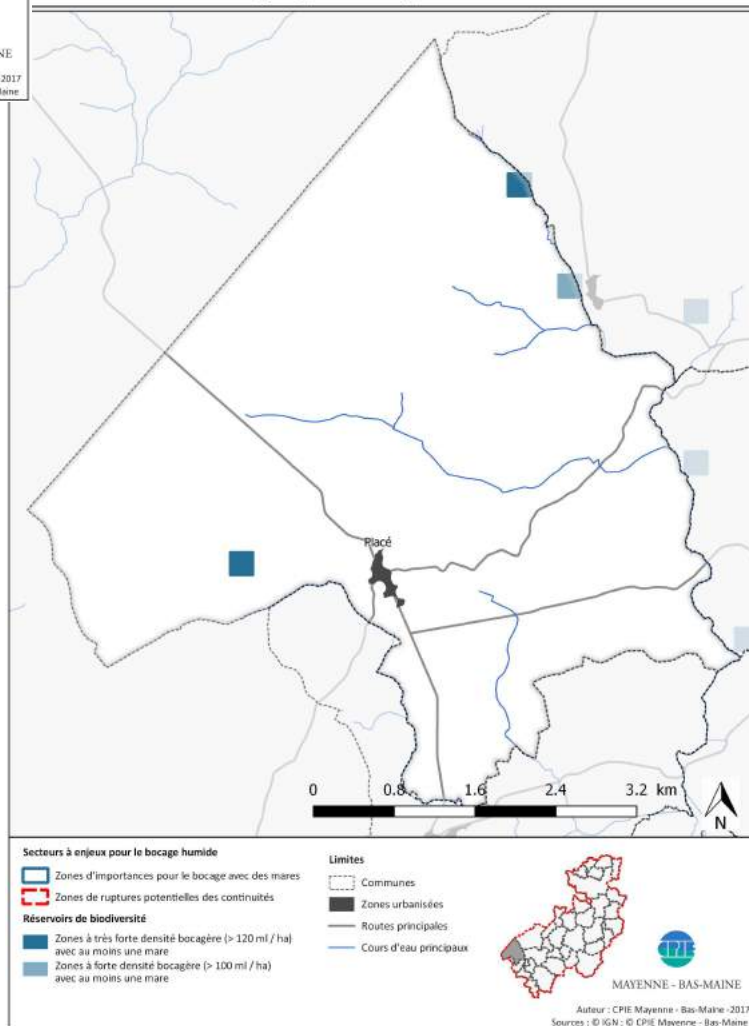 NE
2017
Maine
Placé
0 0.8 1.6 2.4 3.2 km
N
Secteurs à enjeux pour le bocage humide
Zones d'importances pour le bocage avec des mares
Zones de ruptures potentielles des continuités
Réservoirs de biodiversité
Zones à très forte densité bocagère (> 120 ml / ha)
avec au moins une mare
Zones à forte densité bocagère (> 100 ml / ha)
avec au moins une mare
Limites
Communes
Zones urbanisées
Routes principales
Cours d'eau principaux
CPIE
MAYENNE - BAS-MAINE
Auteur : CPIE Mayenne - Bas-Maine -2017
Sources : © IGN ; © CPIE Mayenne - Bas-Maine